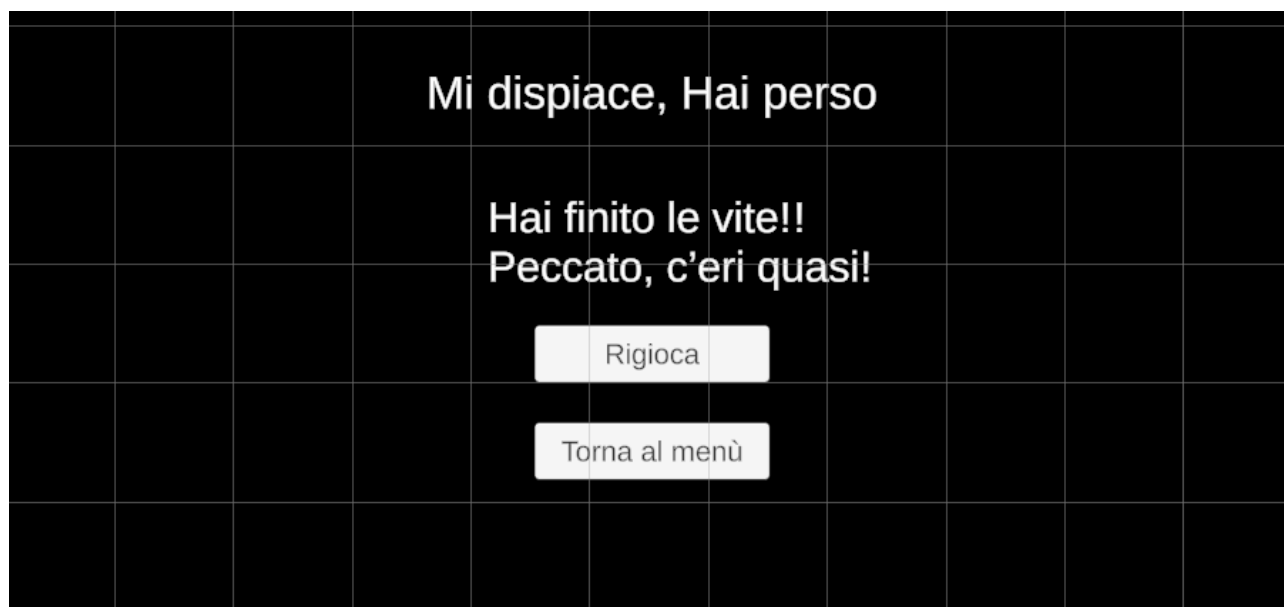 Mi dispiace, Hai perso
Hai finito le vite!!
Peccato, c’eri quasi!
Rigioca
Torna al menù